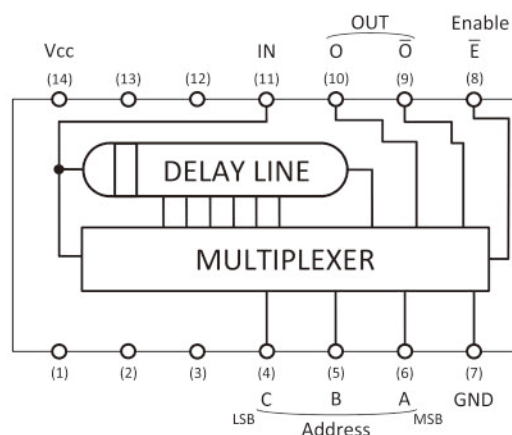 OUT Enable
Vcc IN O O̅ E̅
(14) (13) (12) (11) (10) (9) (8)
DELAY LINE
MULTIPLEXER
(1) (2) (3) (4) (5) (6) (7)
C B A GND
LSB MSB
Address